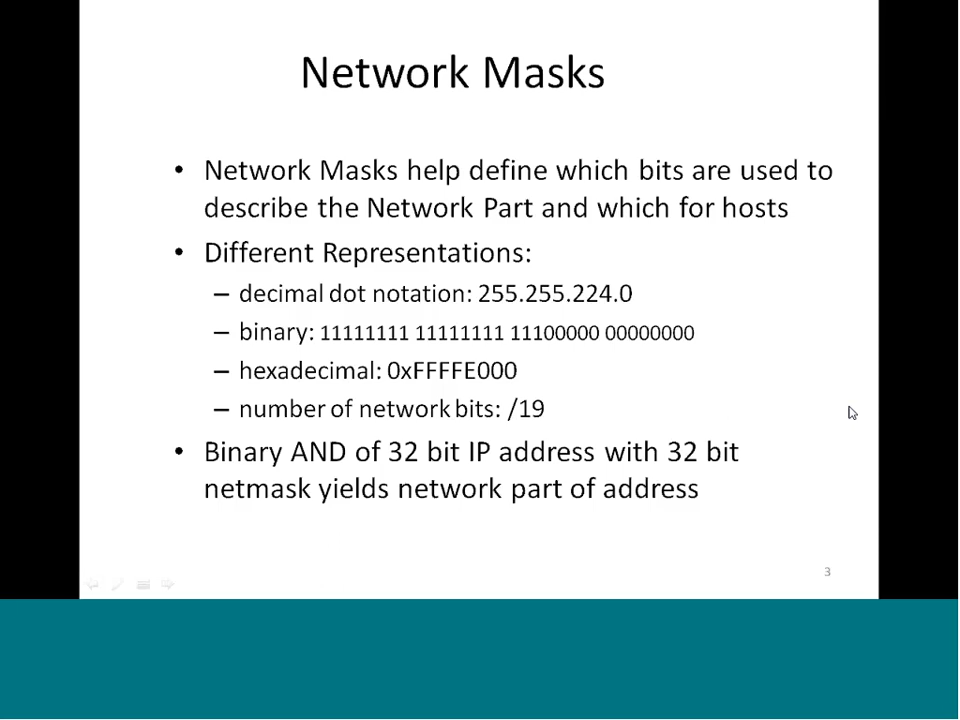 Network Masks
• Network Masks help define which bits are used to
describe the Network Part and which for hosts
• Different Representations:
– decimal dot notation: 255.255.224.0
– binary: 11111111 11111111 11100000 00000000
– hexadecimal: 0xFFFFE000
– number of network bits: /19
• Binary AND of 32 bit IP address with 32 bit
netmask yields network part of address
3